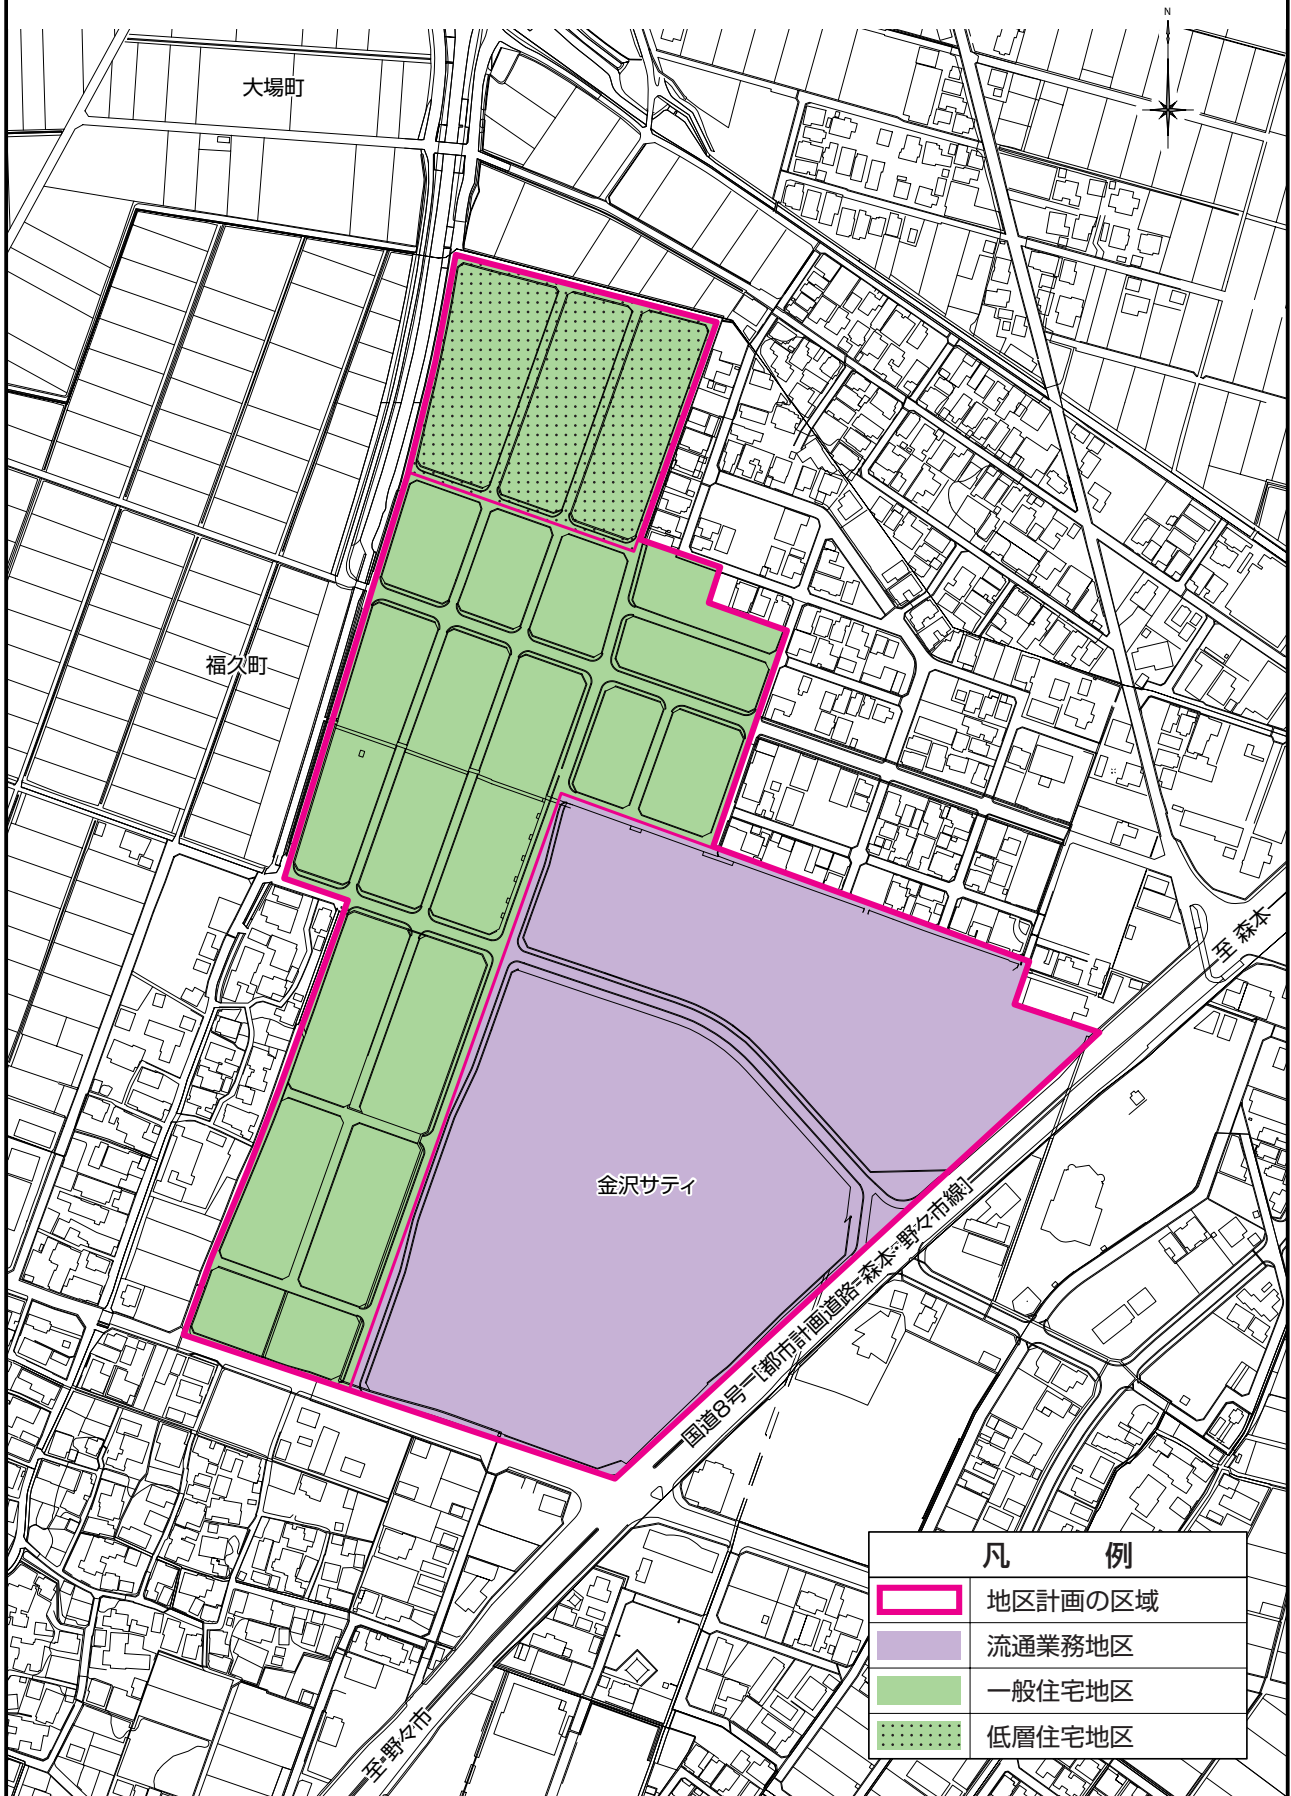 N
大場町
福久町
至 森本
金沢サティ
国道8号=[都市計画道路・森本・野々市線]
至・野々市
凡 例
地区計画の区域
流通業務地区
一般住宅地区
低層住宅地区